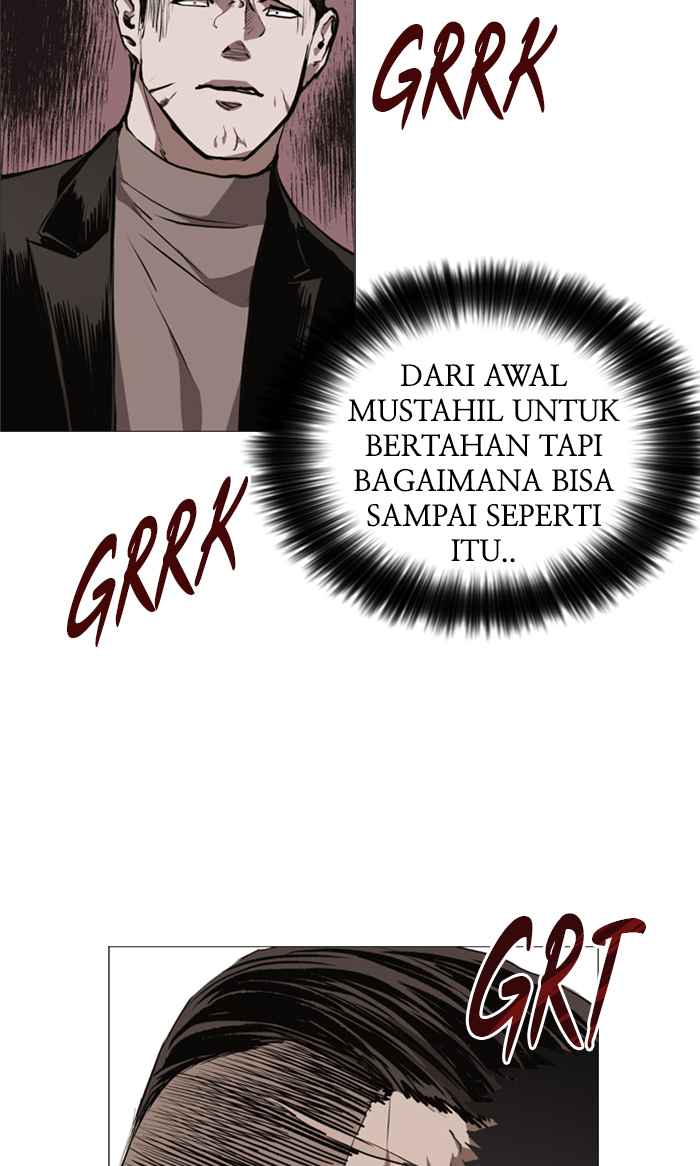 GRRK
DARI AWAL
MUSTAHIL UNTUK
BERTAHAN TAPI
BAGAIMANA BISA
SAMPAI SEPERTI
ITU..
GRRK
GRT